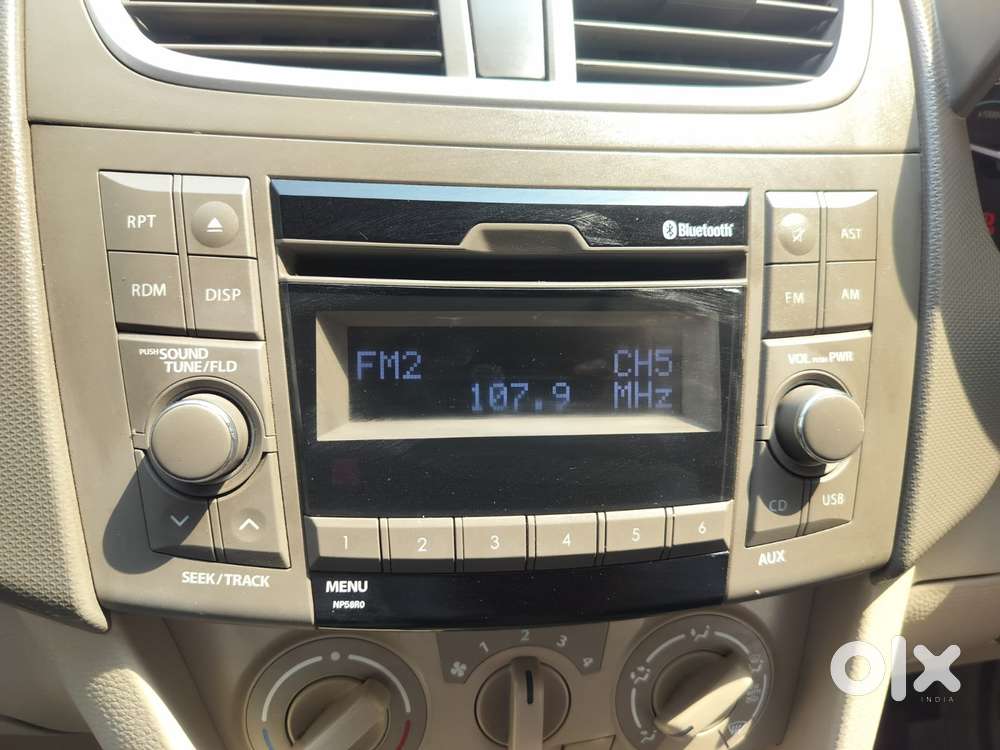 RPT
RDM
DISP
Bluetooth
AST
FM
AM
PUSH SOUND
TUNE/FLD
VOL PUSH PWR
FM2
CH5
107.9 MHz
CD
USB
AUX
1 2 3 4 5 6
SEEK/TRACK
MENU
NP58R0
1 2 3 4
olx
INDIA